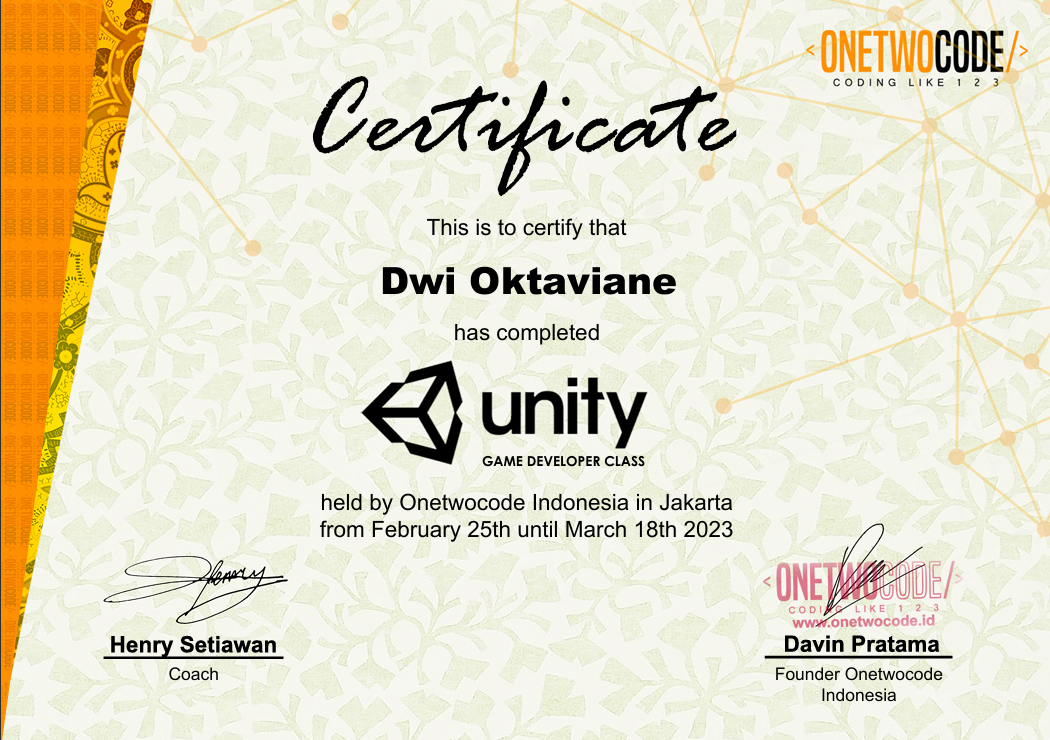 <ONETWOCODE/>
CODING LIKE 1 2 3
Certificate
This is to certify that
Dwi Oktaviane
has completed
unity
GAME DEVELOPER CLASS
held by Onetwocode Indonesia in Jakarta
from February 25th until March 18th 2023
Henry
Henry Setiawan
Coach
<ONETWOCODE/>
CODING LIKE 1 2 3
www.onetwocode.id
Davin Pratama
Founder Onetwocode
Indonesia